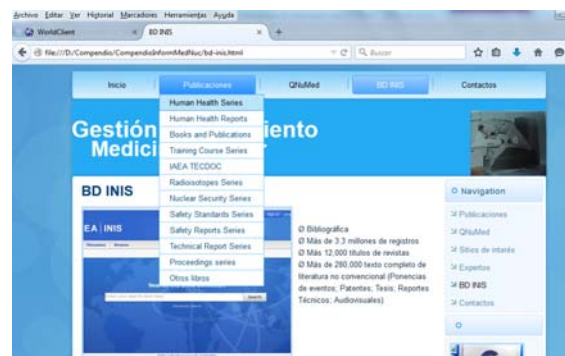 Archivo Editar Ver Historial Marcadores Herramientas Ayuda
WorldClient
BD INIS
file:///D:/Compendio/CompendioInformMedNuc/bd-inis.html
Buscar
Inicio
Publicaciones
QNuMed
BD INIS
Contactos
Human Health Series
Human Health Reports
Books and Publications
Training Course Series
IAEA TECDOC
Radioisotopes Series
Nuclear Security Series
Safety Standards Series
Safety Reports Series
Technical Report Series
Proceedings series
Otros libros
Gestión iento
Medici
BD INIS
EA INIS
Search
Ø Bibliográfica
Ø Más de 3.3 millones de registros
Ø Más 12,000 títulos de revistas
Ø Más de 280,000 texto completo de
literatura no convencional (Ponencias
de eventos; Patentes; Tesis; Reportes
Técnicos; Audiovisuales)
Navigation
Publicaciones
QNuMed
Sitios de interés
Expertos
BD INIS
Contactos